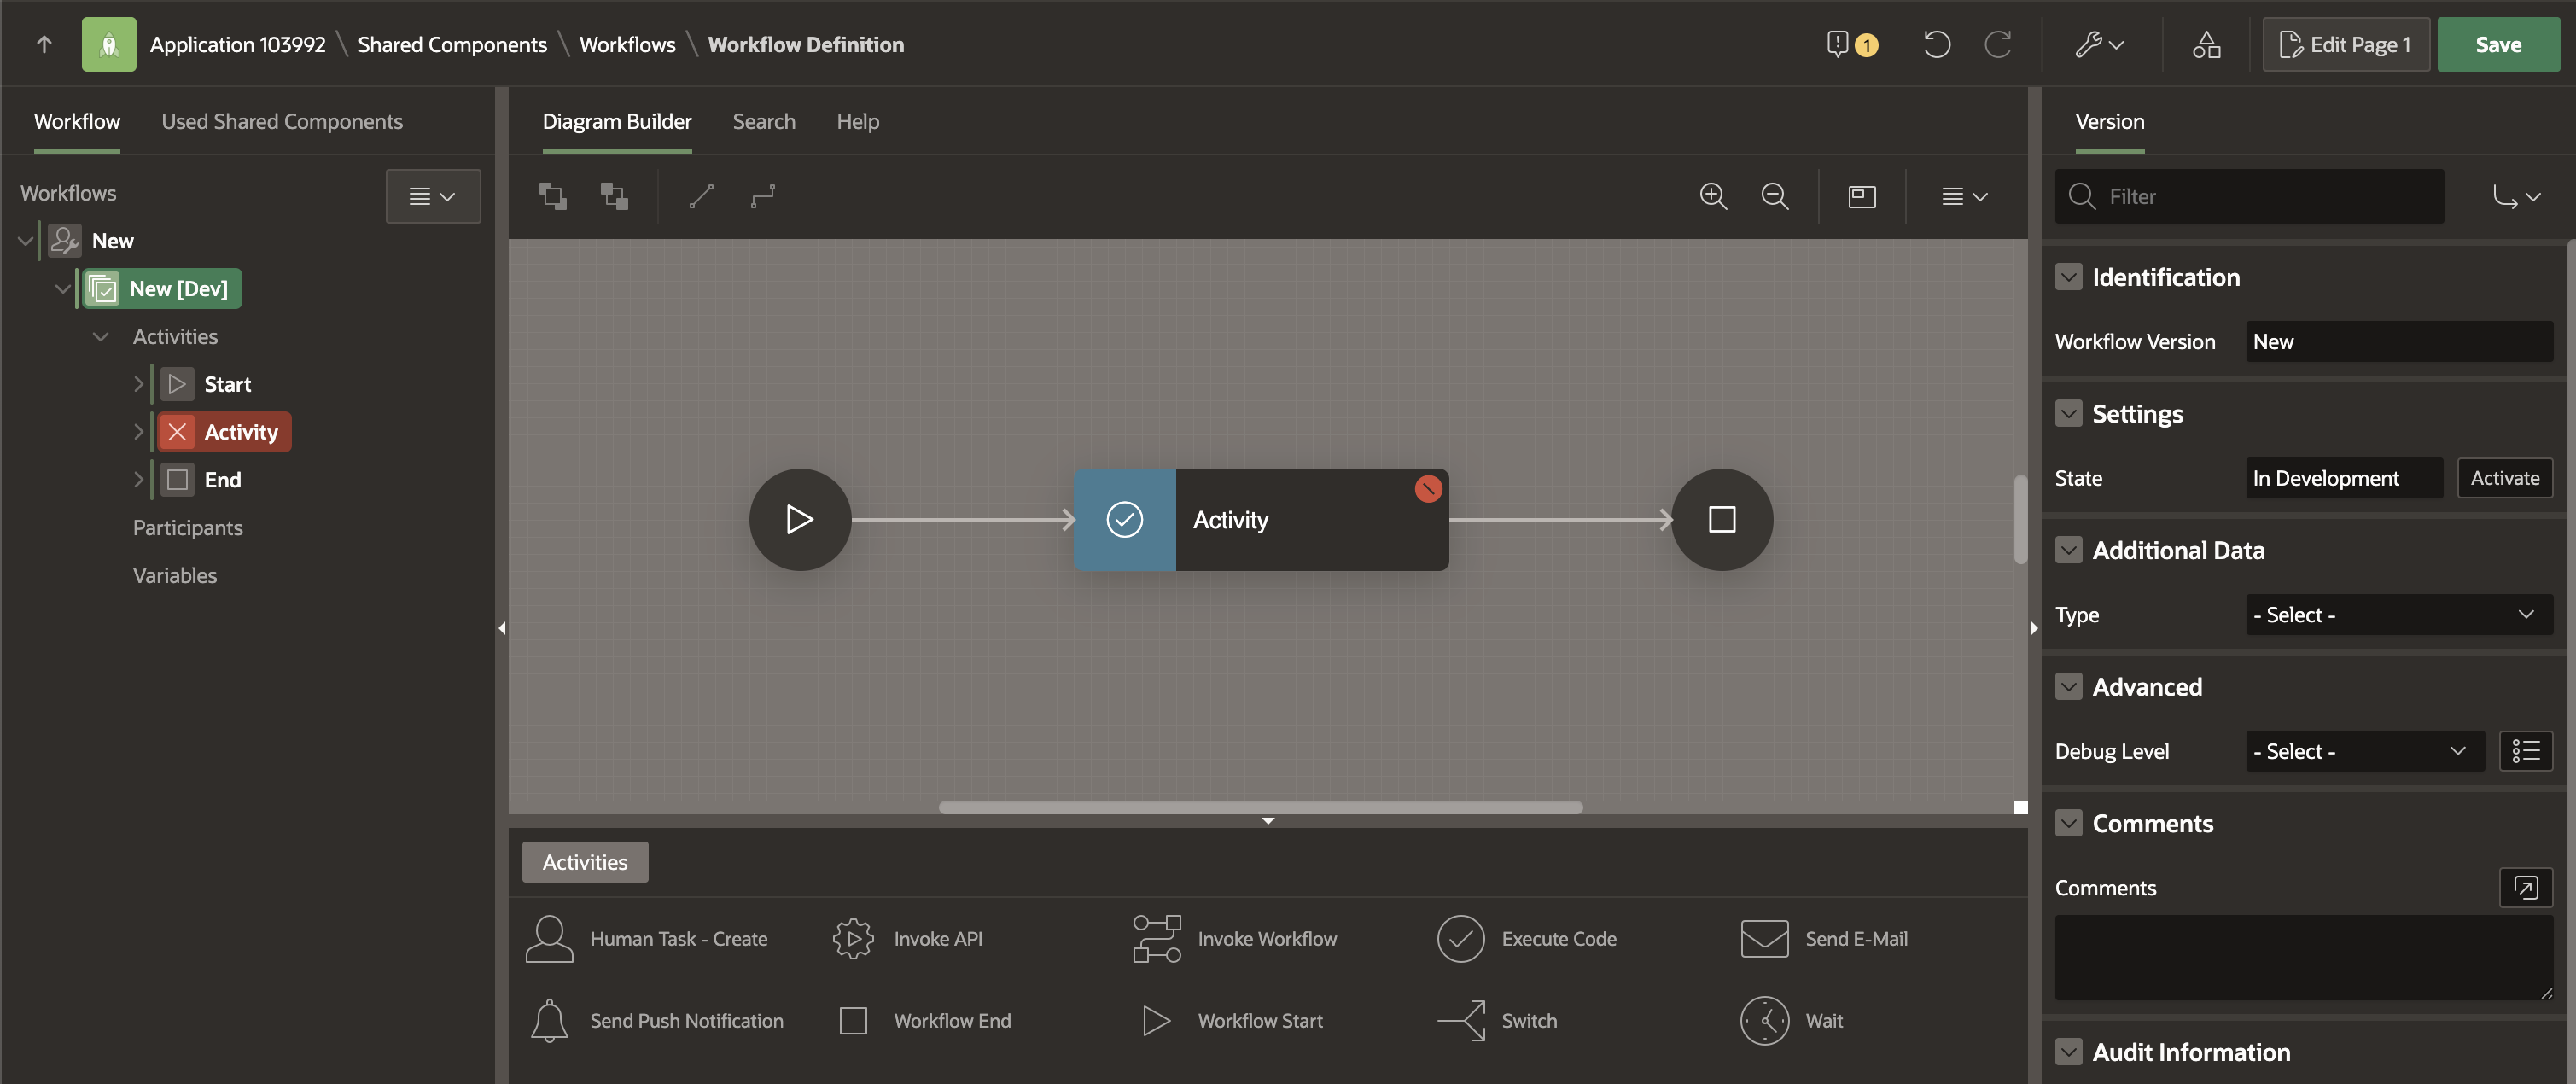 Application 103992 \ Shared Components \ Workflows \ Workflow Definition
1
Edit Page 1
Save
Workflow
Used Shared Components
Workflows
New
New [Dev]
Activities
Start
Activity
End
Participants
Variables
Diagram Builder
Search
Help
Activity
Activities
Human Task - Create
Invoke API
Invoke Workflow
Execute Code
Send E-Mail
Send Push Notification
Workflow End
Workflow Start
Switch
Wait
Version
Filter
Identification
Workflow Version New
Settings
State In Development Activate
Additional Data
Type - Select -
Advanced
Debug Level - Select -
Comments
Comments
Audit Information